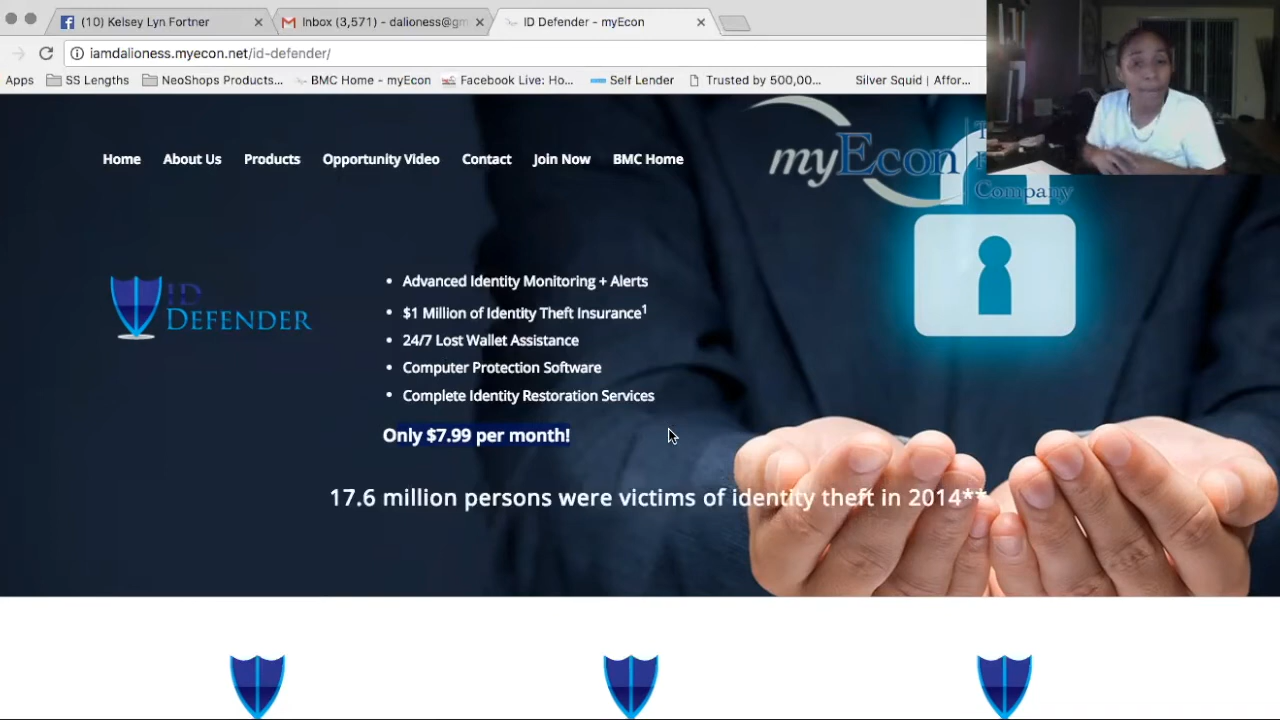 (10) Kelsey Lyn Fortner
Inbox (3,571) - dalioness@gm
ID Defender - myEcon
iamdalioness.myecon.net/id-defender/
Apps SS Lengths NeoShops Products... BMC Home - myEcon Facebook Live: Ho... Self Lender Trusted by 500,00... Silver Squid | Affor...
myEcon
Company
Home About Us Products Opportunity Video Contact Join Now BMC Home
ID
DEFENDER
• Advanced Identity Monitoring + Alerts
• $1 Million of Identity Theft Insurance1
• 24/7 Lost Wallet Assistance
• Computer Protection Software
• Complete Identity Restoration Services
Only $7.99 per month!
17.6 million persons were victims of identity theft in 2014**